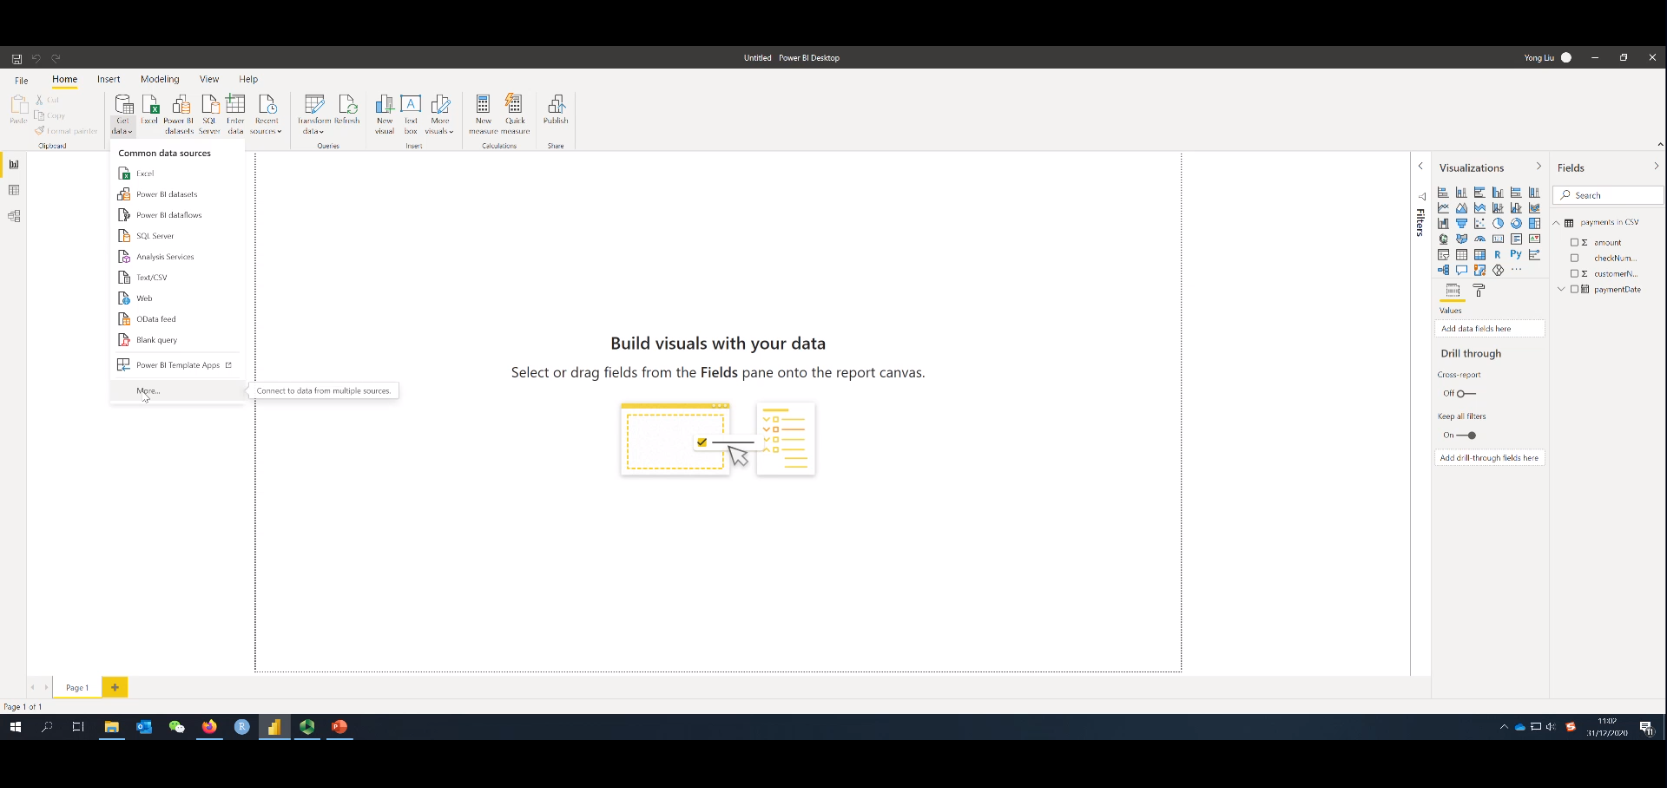 Untitled   Power BI Desktop
Yong Liu
File Home Insert Modeling View Help
Paste
Cut
Copy
Format painter
Clipboard
Get data
Excel
Power BI datasets
SQL Server
Enter data
Recent sources
Transform data
Refresh
Queries
New visual
Text box
More visuals
Insert
New measure
Quick measure
Calculations
Publish
Share
Common data sources
Excel
Power BI datasets
Power BI dataflows
SQL Server
Analysis Services
Text/CSV
Web
OData feed
Blank query
Power BI Template Apps
More...
Connect to data from multiple sources.
Build visuals with your data
Select or drag fields from the Fields pane onto the report canvas.
Filters
Visualizations
R
Py
Values
Add data fields here
Drill through
Cross-report
Off
Keep all filters
On
Add drill-through fields here
Fields
Search
payments in CSV
Σ amount
checkNum...
Σ customerN...
paymentDate
Page 1
Page 1 of 1
11:02
31/12/2020